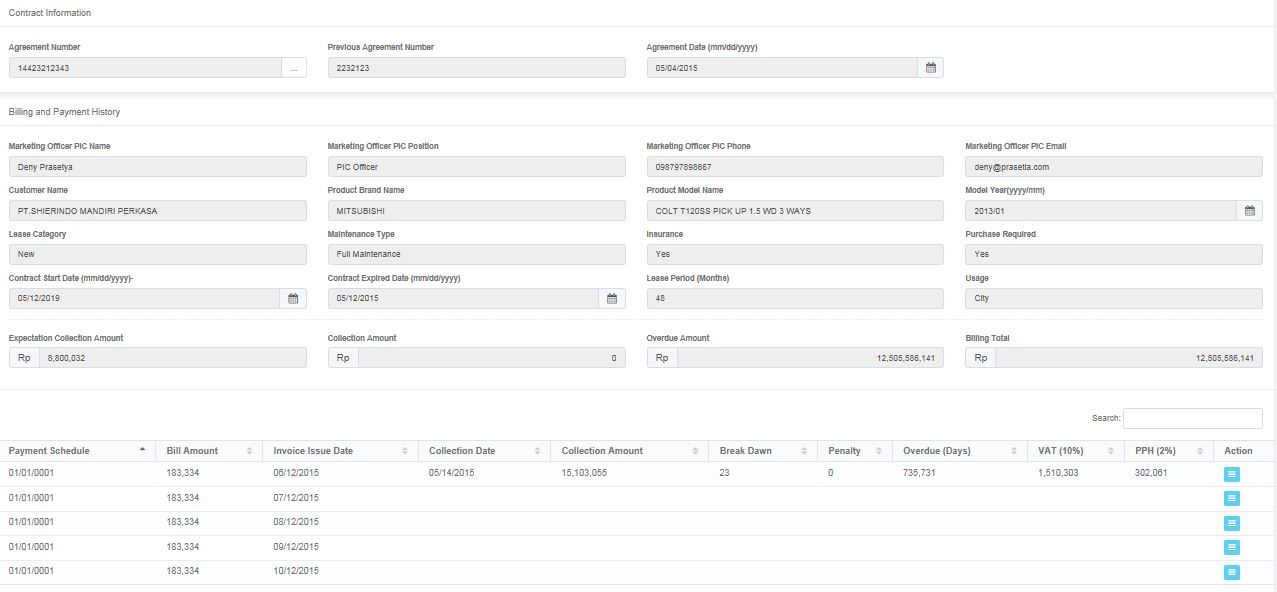 Contract Information
Agreement Number Previous Agreement Number Agreement Date (mm/dd/yyyy)
14423212343 ... 2232123 05/04/2015
Billing and Payment History
Marketing Officer PIC Name Marketing Officer PIC Position Marketing Officer PIC Phone Marketing Officer PIC Email
Deny Prasetya PIC Officer 098797898667 deny@prasetia.com
Customer Name Product Brand Name Product Model Name Model Year(yyyy/mm)
PT.SHIERINDO MANDIRI PERKASA MITSUBISHI COLT T120SS PICK UP 1.5 WD 3 WAYS 2013/01
Lease Category Maintenance Type Insurance Purchase Required
New Full Maintenance Yes Yes
Contract Start Date (mm/dd/yyyy)- Contract Expired Date (mm/dd/yyyy) Lease Period (Months) Usage
05/12/2019 05/12/2015 48 City
Expectation Collection Amount Collection Amount Overdue Amount Billing Total
Rp 8,800,032 Rp 0 Rp 12,505,586,141 Rp 12,505,586,141
Search:
Payment Schedule Bill Amount Invoice Issue Date Collection Date Collection Amount Break Dawn Penalty Overdue (Days) VAT (10%) PPH (2%) Action
01/01/0001 183,334 06/12/2015 05/14/2015 15,103,055 23 0 735,731 1,510,303 302,061
01/01/0001 183,334 07/12/2015
01/01/0001 183,334 08/12/2015
01/01/0001 183,334 09/12/2015
01/01/0001 183,334 10/12/2015